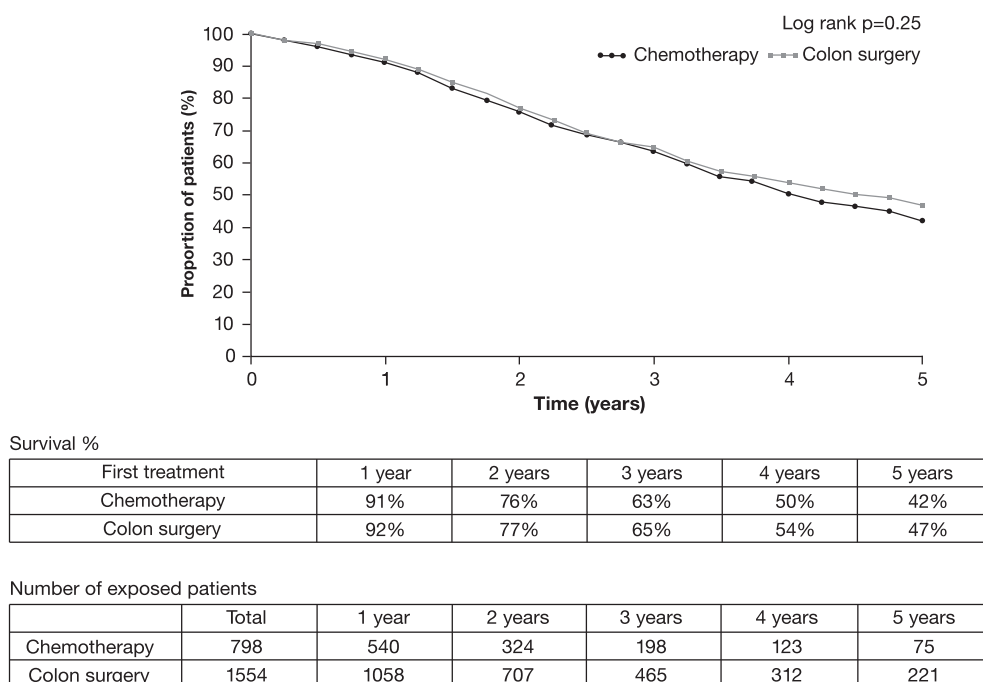 Log rank p=0.25
Chemotherapy Colon surgery
100
90
80
70
60
50
40
30
20
10
0
Proportion of patients (%)
0 1 2 3 4 5
Time (years)
Survival %
First treatment 1 year 2 years 3 years 4 years 5 years
Chemotherapy 91% 76% 63% 50% 42%
Colon surgery 92% 77% 65% 54% 47%
Number of exposed patients
Total 1 year 2 years 3 years 4 years 5 years
Chemotherapy 798 540 324 198 123 75
Colon surgery 1554 1058 707 465 312 221